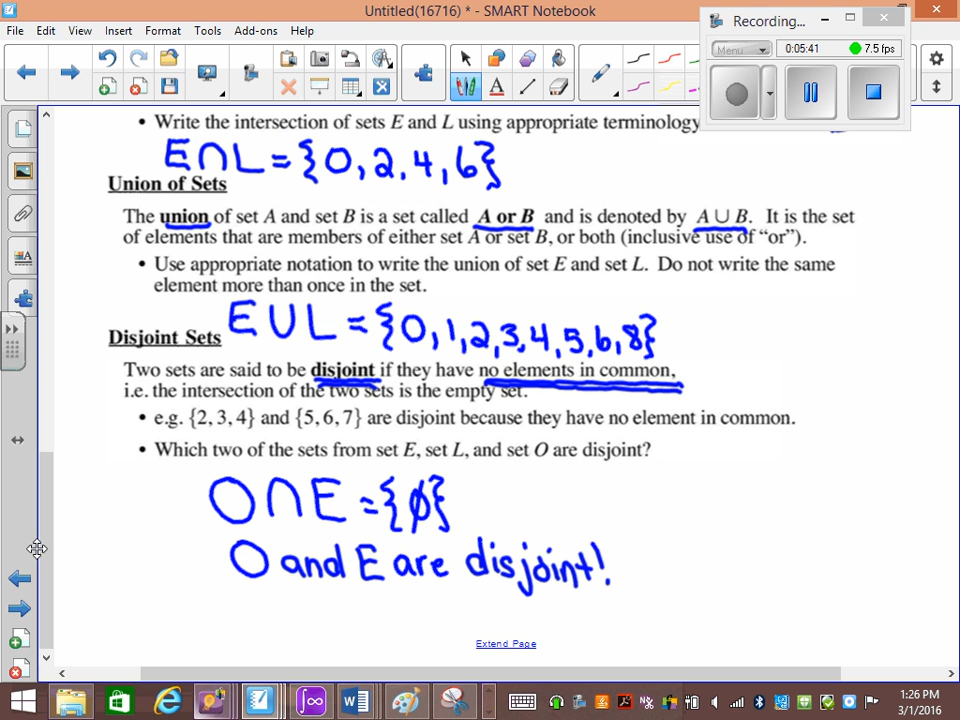 Untitled(16716) * - SMART Notebook
File Edit View Insert Format Tools Add-ons Help
Recording...
Menu 0:05:41 7.5 fps
• Write the intersection of sets E and L using appropriate terminology
E∩L = {0, 2, 4, 6}
Union of Sets
The union of set A and set B is a set called A or B and is denoted by A ∪ B. It is the set
of elements that are members of either set A or set B, or both (inclusive use of “or”).
• Use appropriate notation to write the union of set E and set L. Do not write the same
element more than once in the set.
E∪L = {0, 1, 2, 3, 4, 5, 6, 8}
Disjoint Sets
Two sets are said to be disjoint if they have no elements in common,
i.e. the intersection of the two sets is the empty set.
• e.g. {2, 3, 4} and {5, 6, 7} are disjoint because they have no element in common.
• Which two of the sets from set E, set L, and set O are disjoint?
O∩E = {∅}
O and E are disjoint!
Extend Page
1:26 PM
3/1/2016